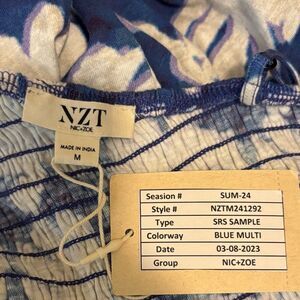 NZT
NIC+ZOE
MADE IN INDIA
M
Seasion # SUM-24
Style # NZTM241292
Type SRS SAMPLE
Colorway BLUE MULTI
Date 03-08-2023
Group NIC+ZOE